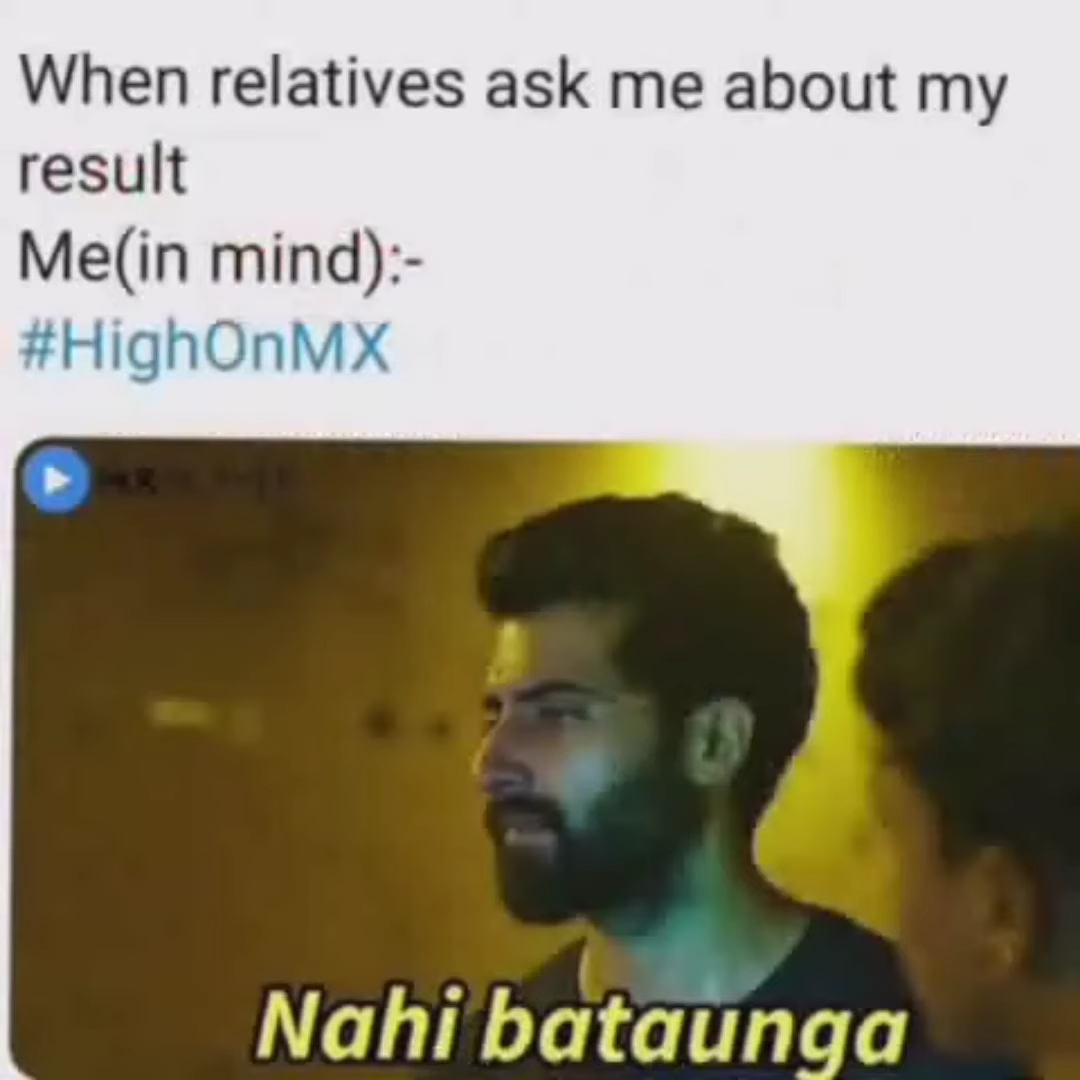 When relatives ask me about my
result
Me(in mind):-
#HighOnMX
Nahi bataunga